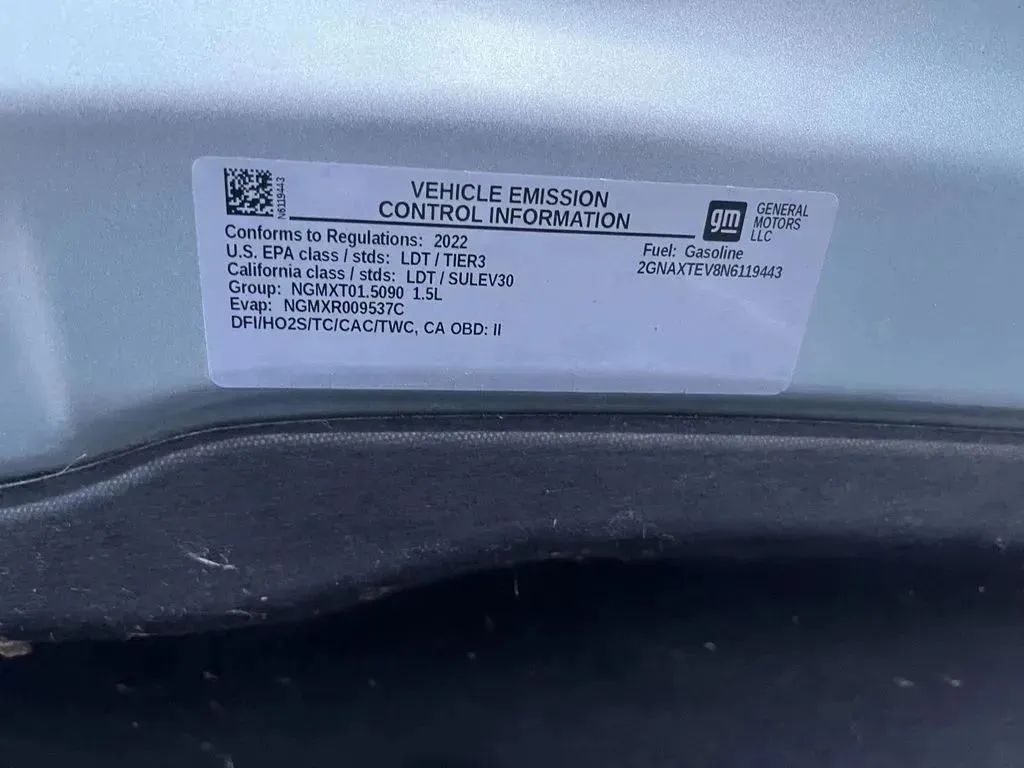 N6119443
VEHICLE EMISSION
CONTROL INFORMATION
gm
GENERAL
MOTORS
LLC
Conforms to Regulations: 2022
U.S. EPA class / stds: LDT / TIER3
California class / stds: LDT / SULEV30
Group: NGMXT01.5090 1.5L
Evap: NGMXR009537C
DFI/HO2S/TC/CAC/TWC, CA OBD: II
Fuel: Gasoline
2GNAXTEV8N6119443